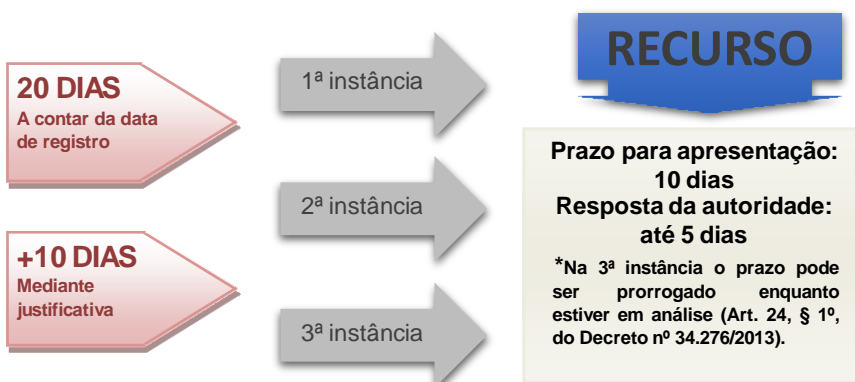 20 DIAS
A contar da data
de registro
+10 DIAS
Mediante
justificativa
1ª instância
2ª instância
3ª instância
RECURSO
Prazo para apresentação:
10 dias
Resposta da autoridade:
até 5 dias
*Na 3ª instância o prazo pode
ser prorrogado enquanto
estiver em análise (Art. 24, § 1º,
do Decreto nº 34.276/2013).